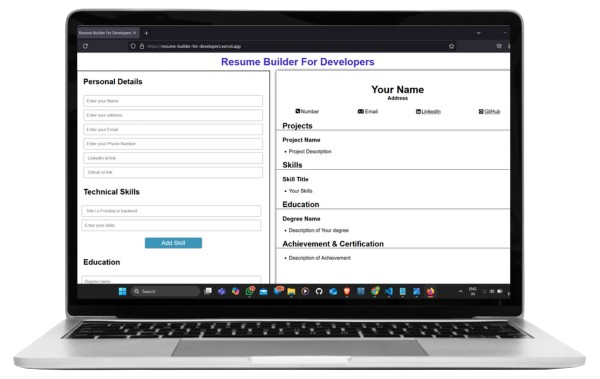 Resume Builder For Developers
https://resume-builder-for-developers.vercel.app
Resume Builder For Developers
Personal Details
Enter your Name
Enter your address
Enter your Email
Enter your Phone Number
LinkedIn id link
Github id link
Technical Skills
Enter your skills
Add Skill
Education
Degree name
Your Name
Address
Number Email LinkedIn GitHub
Projects
Project Name
• Project Description
Skills
Skill Title
• Your Skills
Education
Degree Name
• Description of Your degree
Achievement & Certification
• Description of Achievement
Search
ENG
IN